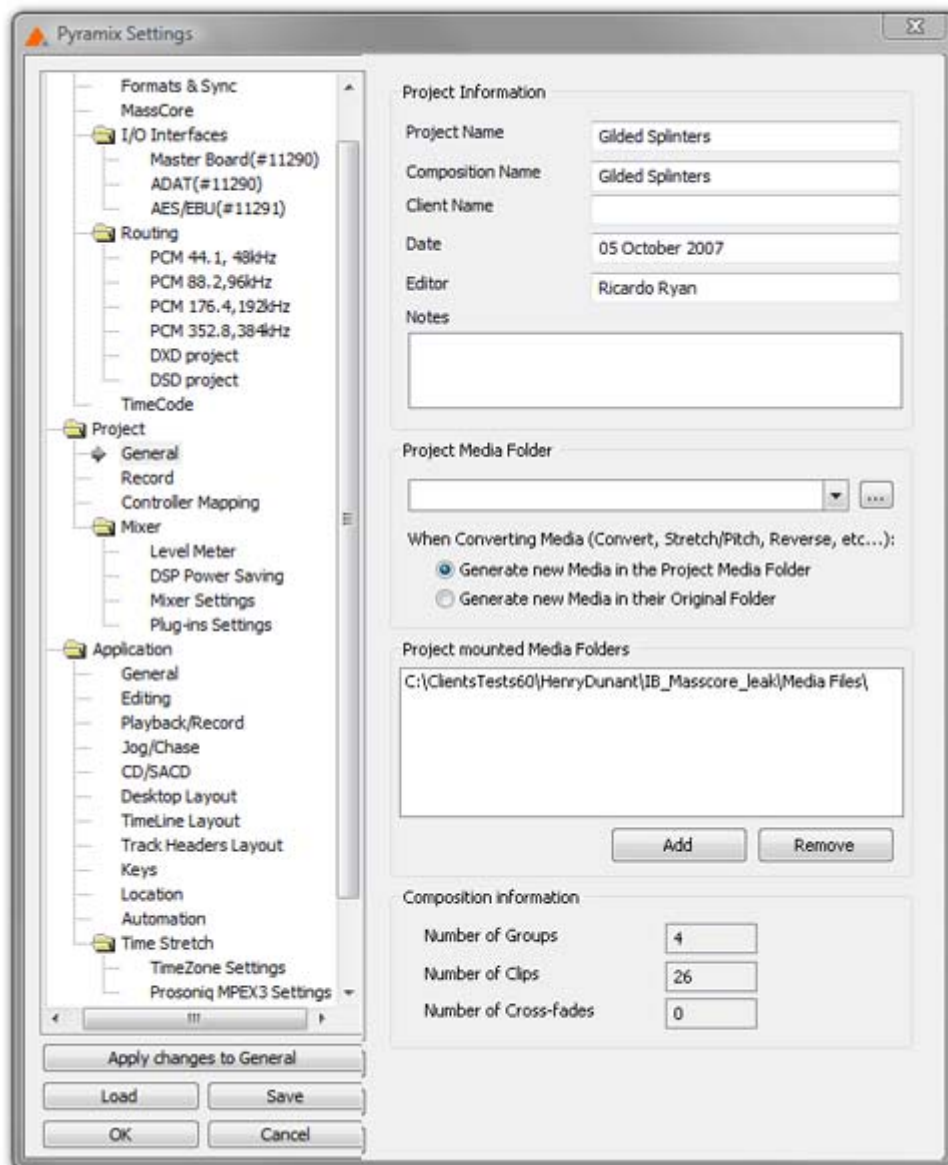 Pyramix Settings
Formats & Sync
MassCore
I/O Interfaces
Master Board(#11290)
ADAT(#11290)
AES/EBU(#11291)
Routing
PCM 44.1, 48kHz
PCM 88.2,96kHz
PCM 176.4,192kHz
PCM 352.8,384kHz
DXD project
DSD project
TimeCode
Project
General
Record
Controller Mapping
Mixer
Level Meter
DSP Power Saving
Mixer Settings
Plug-ins Settings
Application
General
Editing
Playback/Record
Jog/Chase
CD/SACD
Desktop Layout
TimeLine Layout
Track Headers Layout
Keys
Location
Automation
Time Stretch
TimeZone Settings
Prosoniq MPEX3 Settings
Apply changes to General
Load Save
OK Cancel
Project Information
Project Name Gilded Splinters
Composition Name Gilded Splinters
Client Name
Date 05 October 2007
Editor Ricardo Ryan
Notes
Project Media Folder
...
When Converting Media (Convert, Stretch/Pitch, Reverse, etc...):
Generate new Media in the Project Media Folder
Generate new Media in their Original Folder
Project mounted Media Folders
C:\ClientsTests60\HenryDunant\IB_Masscore_leak\Media Files\
Add Remove
Composition information
Number of Groups 4
Number of Clips 26
Number of Cross-fades 0